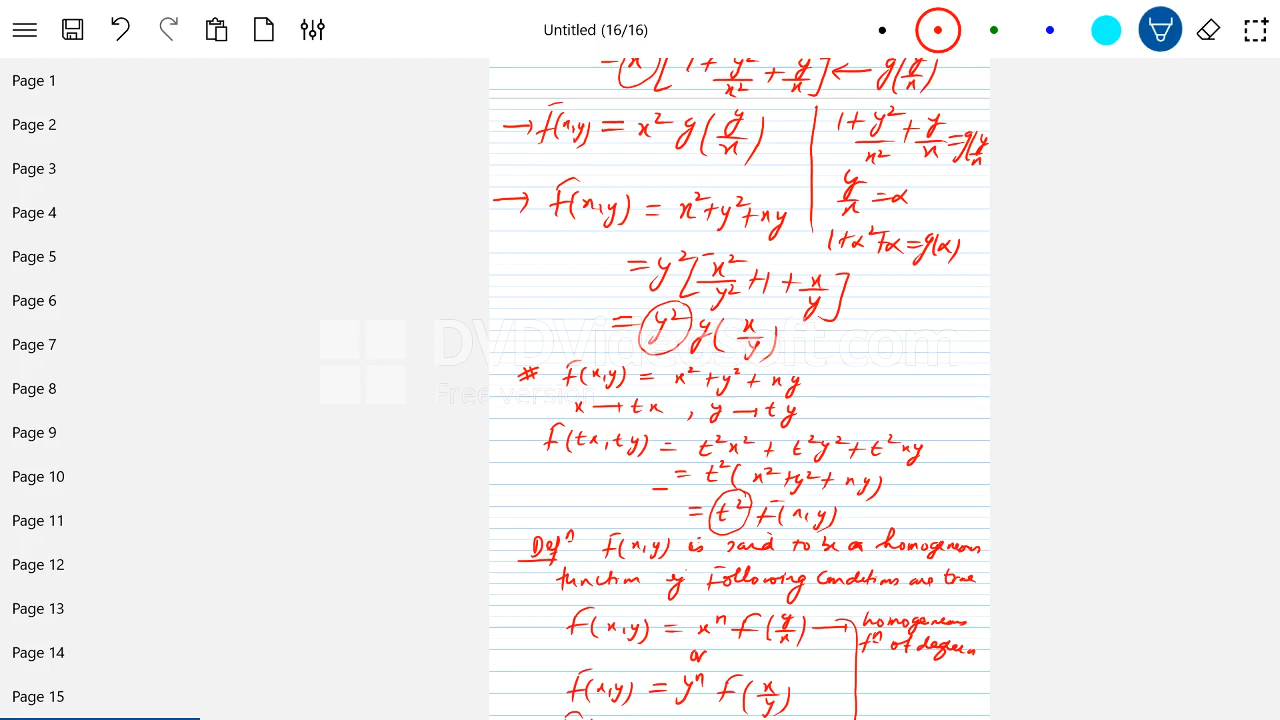 Untitled (16/16)
Page 1
Page 2
Page 3
Page 4
Page 5
Page 6
Page 7
Page 8
Page 9
Page 10
Page 11
Page 12
Page 13
Page 14
Page 15
= (x²) [1 + y²/x² + y/x] ← g(y/x)
→ f(x,y) = x² g(y/x)
1 + y²/x² + y/x = g(y/x)
y/x = α
1+α²+α = g(α)
→ f(x,y) = x²+y²+xy
= y² [x²/y² + 1 + x/y]
= y² g(x/y)
DVDVideoSoft.com
Free version
# f(x,y) = x² + y² + xy
x → tx , y → ty
f(tx,ty) = t²x² + t²y² + t²xy
= t² (x²+y²+xy)
= t² f(x,y)
Defⁿ f(x,y) is said to be a homogeneous
function if Following Conditions are true
f(x,y) = xⁿ f(y/x) → homogeneous
fⁿ of degree n
or
f(x,y) = yⁿ f(x/y)